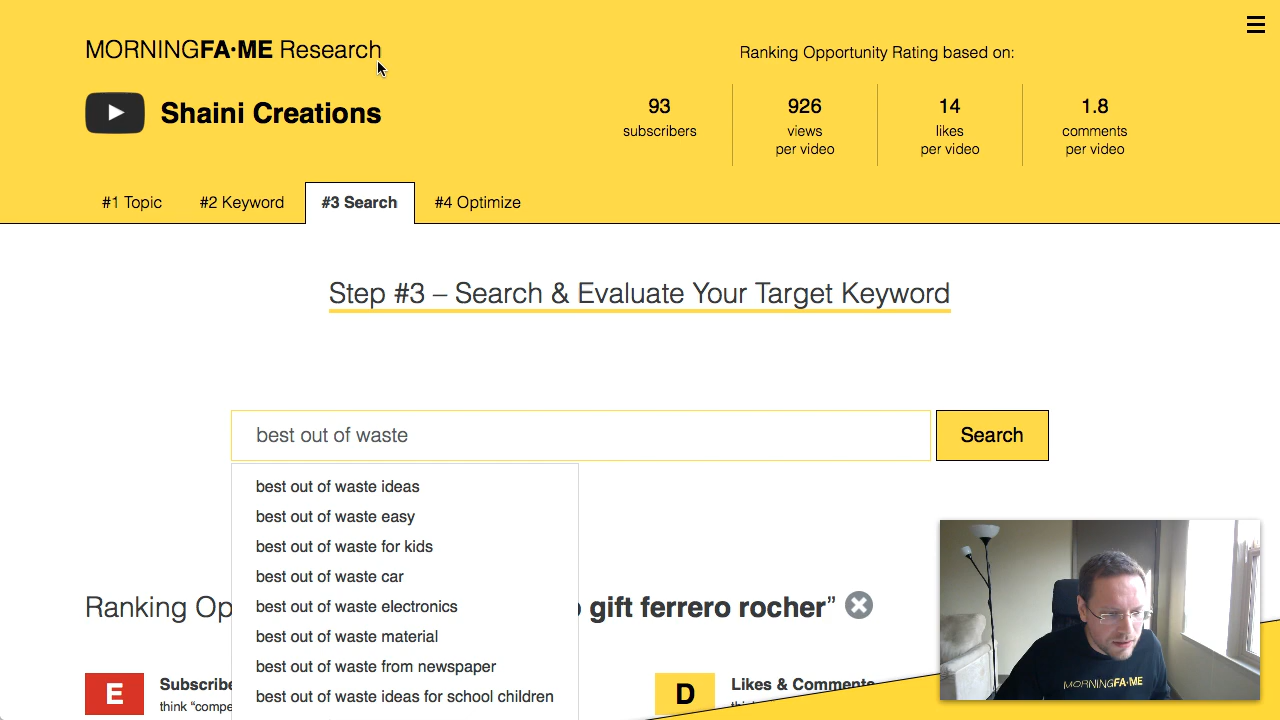 MORNINGFA•ME Research
Shaini Creations
Ranking Opportunity Rating based on:
93
subscribers
926
views
per video
14
likes
per video
1.8
comments
per video
#1 Topic
#2 Keyword
#3 Search
#4 Optimize
Step #3 – Search & Evaluate Your Target Keyword
best out of waste
Search
best out of waste ideas
best out of waste easy
best out of waste for kids
best out of waste car
best out of waste electronics
best out of waste material
best out of waste from newspaper
best out of waste ideas for school children
Ranking Op
gift ferrero rocher”
E
Subscribe
think “compe
D
Likes & Comments
MORNINGFA•ME